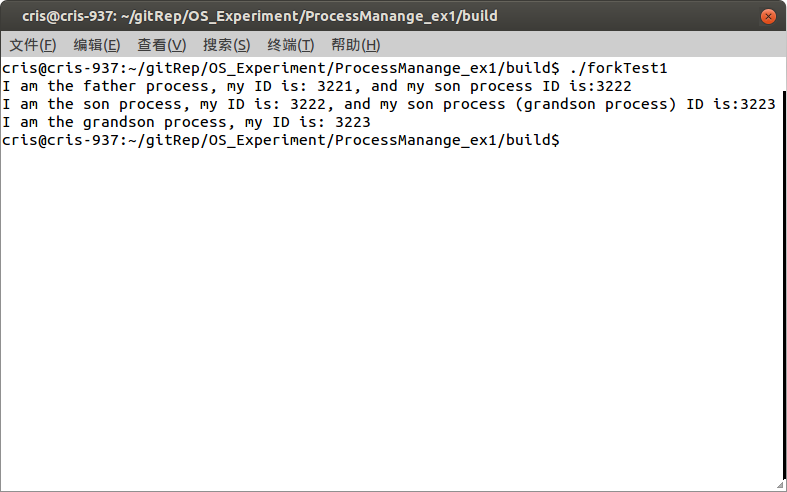 cris@cris-937: ~/gitRep/OS_Experiment/ProcessManange_ex1/build
文件(F) 编辑(E) 查看(V) 搜索(S) 终端(T) 帮助(H)
cris@cris-937:~/gitRep/OS_Experiment/ProcessManange_ex1/build$ ./forkTest1
I am the father process, my ID is: 3221, and my son process ID is:3222
I am the son process, my ID is: 3222, and my son process (grandson process) ID is:3223
I am the grandson process, my ID is: 3223
cris@cris-937:~/gitRep/OS_Experiment/ProcessManange_ex1/build$